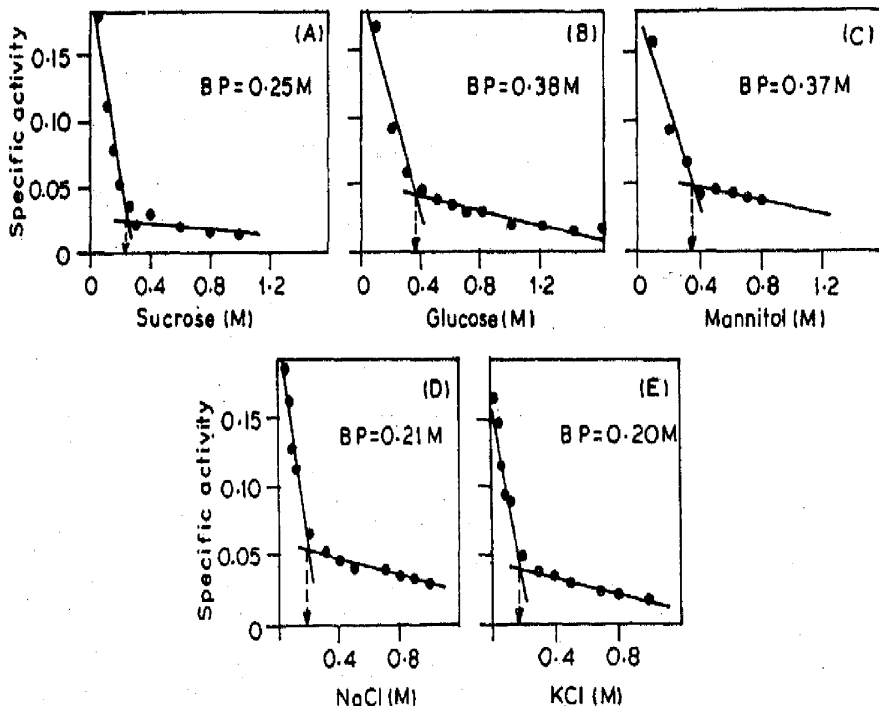 (A)
BP=0.25M
Specific activity
0.15
0.10
0.05
0
0 0.4 0.8 1.2
Sucrose (M)
(B)
BP=0.38M
0 0.4 0.8 1.2
Glucose (M)
(C)
BP=0.37M
0 0.4 0.8 1.2
Mannitol (M)
(D)
BP=0.21M
Specific activity
0.15
0.10
0.05
0
0.4 0.8
NaCl (M)
(E)
BP=0.20M
0.4 0.8
KCl (M)